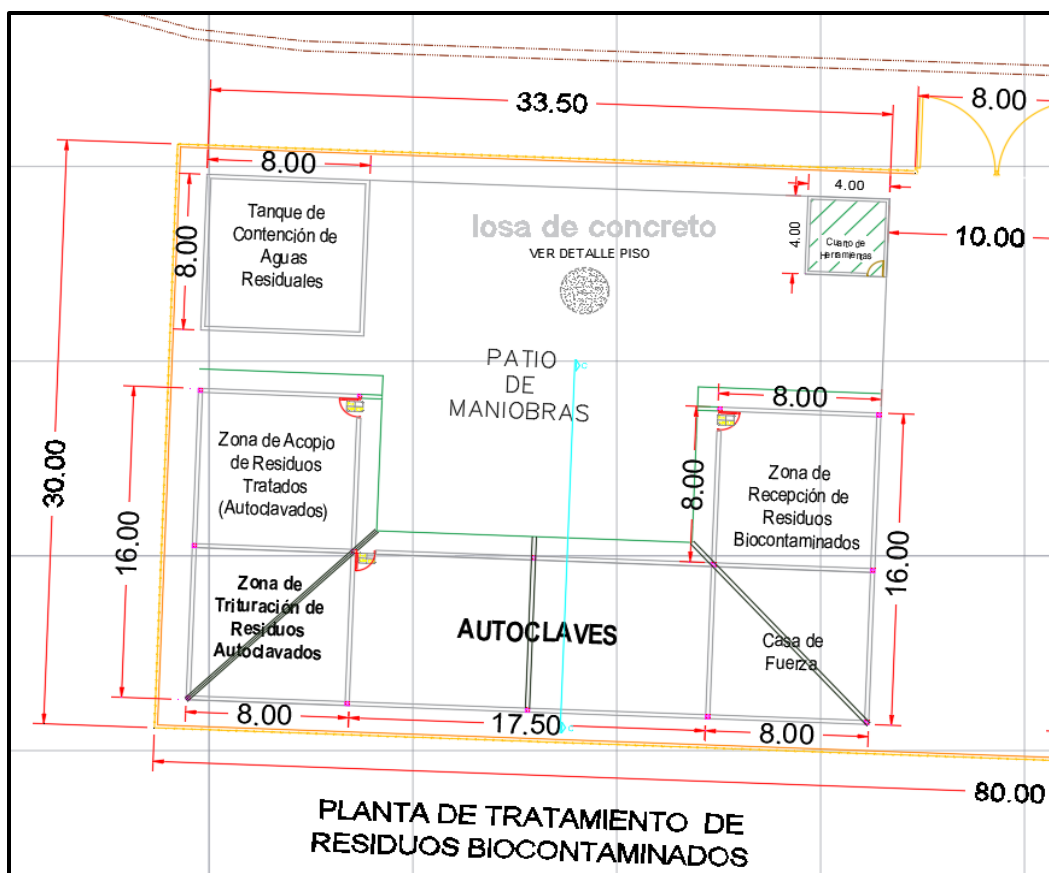 33.50
8.00
8.00
8.00
Tanque de
Contención de
Aguas
Residuales
losa de concreto
VER DETALLE PISO
4.00
4.00
Cuarto de
Herramientas
10.00
PATIO
DE
MANIOBRAS
C
8.00
8.00
Zona de Acopio
de Residuos
Tratados
(Autoclavados)
Zona de
Recepción de
Residuos
Biocontaminados
30.00
16.00
16.00
Zona de
Trituración de
Residuos
Autoclavados
AUTOCLAVES
Casa de
Fuerza
8.00
17.50
8.00
C
80.00
PLANTA DE TRATAMIENTO DE
RESIDUOS BIOCONTAMINADOS